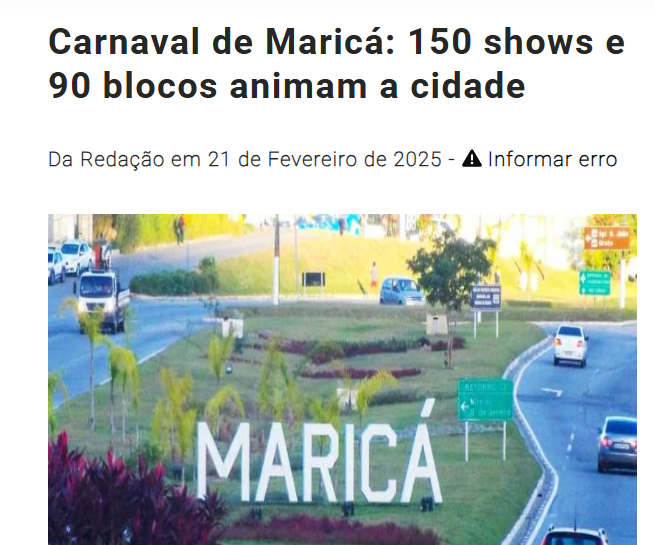 Carnaval de Maricá: 150 shows e
90 blocos animam a cidade
Da Redação em 21 de Fevereiro de 2025 - Informar erro
RETORNO
MARICÁ